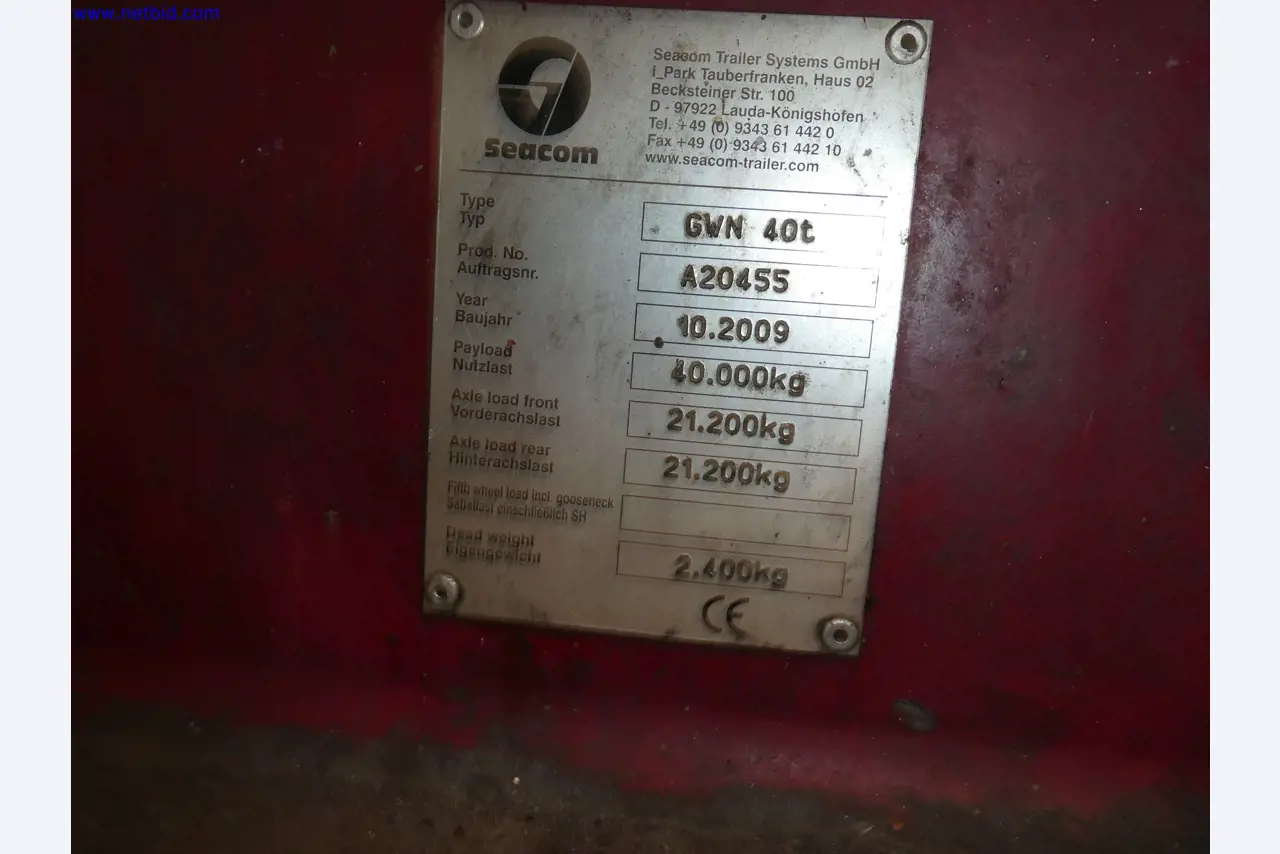 www.netbid.com
seacom
Seacom Trailer Systems GmbH
i_Park Tauberfranken, Haus 02
Becksteiner Str. 100
D - 97922 Lauda-Königshofen
Tel. +49 (0) 9343 61 442 0
Fax +49 (0) 9343 61 442 10
www.seacom-trailer.com
Type
Typ
GWN 40t
Prod. No.
Auftragsnr.
A20455
Year
Baujahr
10.2009
Payload
Nutzlast
40.000kg
Axle load front
Vorderachslast
21.200kg
Axle load rear
Hinterachslast
21.200kg
Fifth wheel load incl. gooseneck
Sattellast einschließlich SH
Dead weight
Eigengewicht
2.400kg
CE